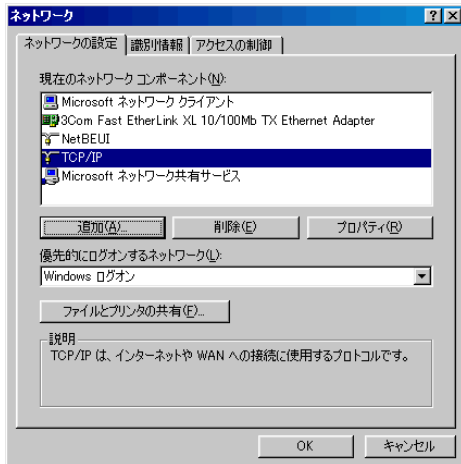 ネットワーク
ネットワークの設定 識別情報 アクセスの制御
現在のネットワーク コンポーネント(N):
Microsoft ネットワーク クライアント
3Com Fast EtherLink XL 10/100Mb TX Ethernet Adapter
NetBEUI
TCP/IP
Microsoft ネットワーク共有サービス
追加(A)... 削除(E) プロパティ(R)
優先的にログオンするネットワーク(L):
Windows ログオン
ファイルとプリンタの共有(F)...
説明
TCP/IP は、インターネットや WAN への接続に使用するプロトコルです。
OK キャンセル